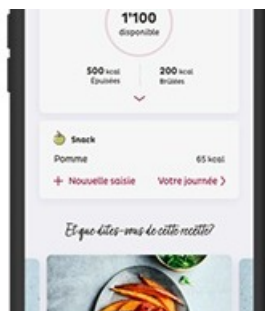 1'100
disponible
500 kcal
Épuisées
200 kcal
Brûlées
Snack
Pomme 65 kcal
+ Nouvelle saisie Votre journée >
Et que dites-vous de cette recette?